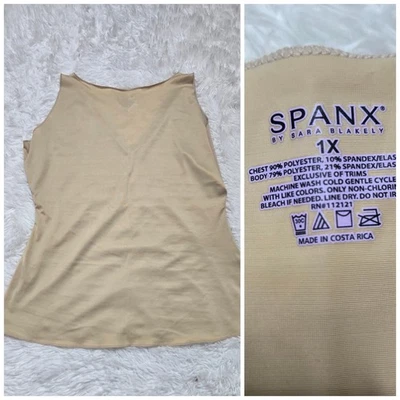 SPANX®
BY SARA BLAKELY
1X
CHEST 90% POLYESTER, 10% SPANDEX/ELAS
BODY 79% POLYESTER, 21% SPANDEX/ELAS
EXCLUSIVE OF TRIMS
MACHINE WASH COLD GENTLE CYCLE
WITH LIKE COLORS. ONLY NON-CHLORIN
BLEACH IF NEEDED. LINE DRY. DO NOT IR
RN#112121
30C
MADE IN COSTA RICA